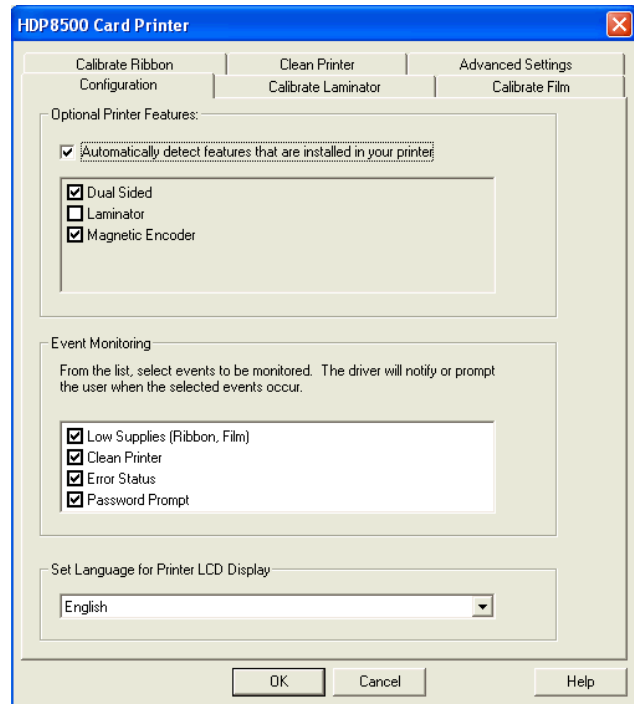 HDP8500 Card Printer
Calibrate Ribbon Clean Printer Advanced Settings
Configuration Calibrate Laminator Calibrate Film
Optional Printer Features:
Automatically detect features that are installed in your printer
Dual Sided
Laminator
Magnetic Encoder
Event Monitoring
From the list, select events to be monitored. The driver will notify or prompt
the user when the selected events occur.
Low Supplies (Ribbon, Film)
Clean Printer
Error Status
Password Prompt
Set Language for Printer LCD Display
English
OK Cancel Help